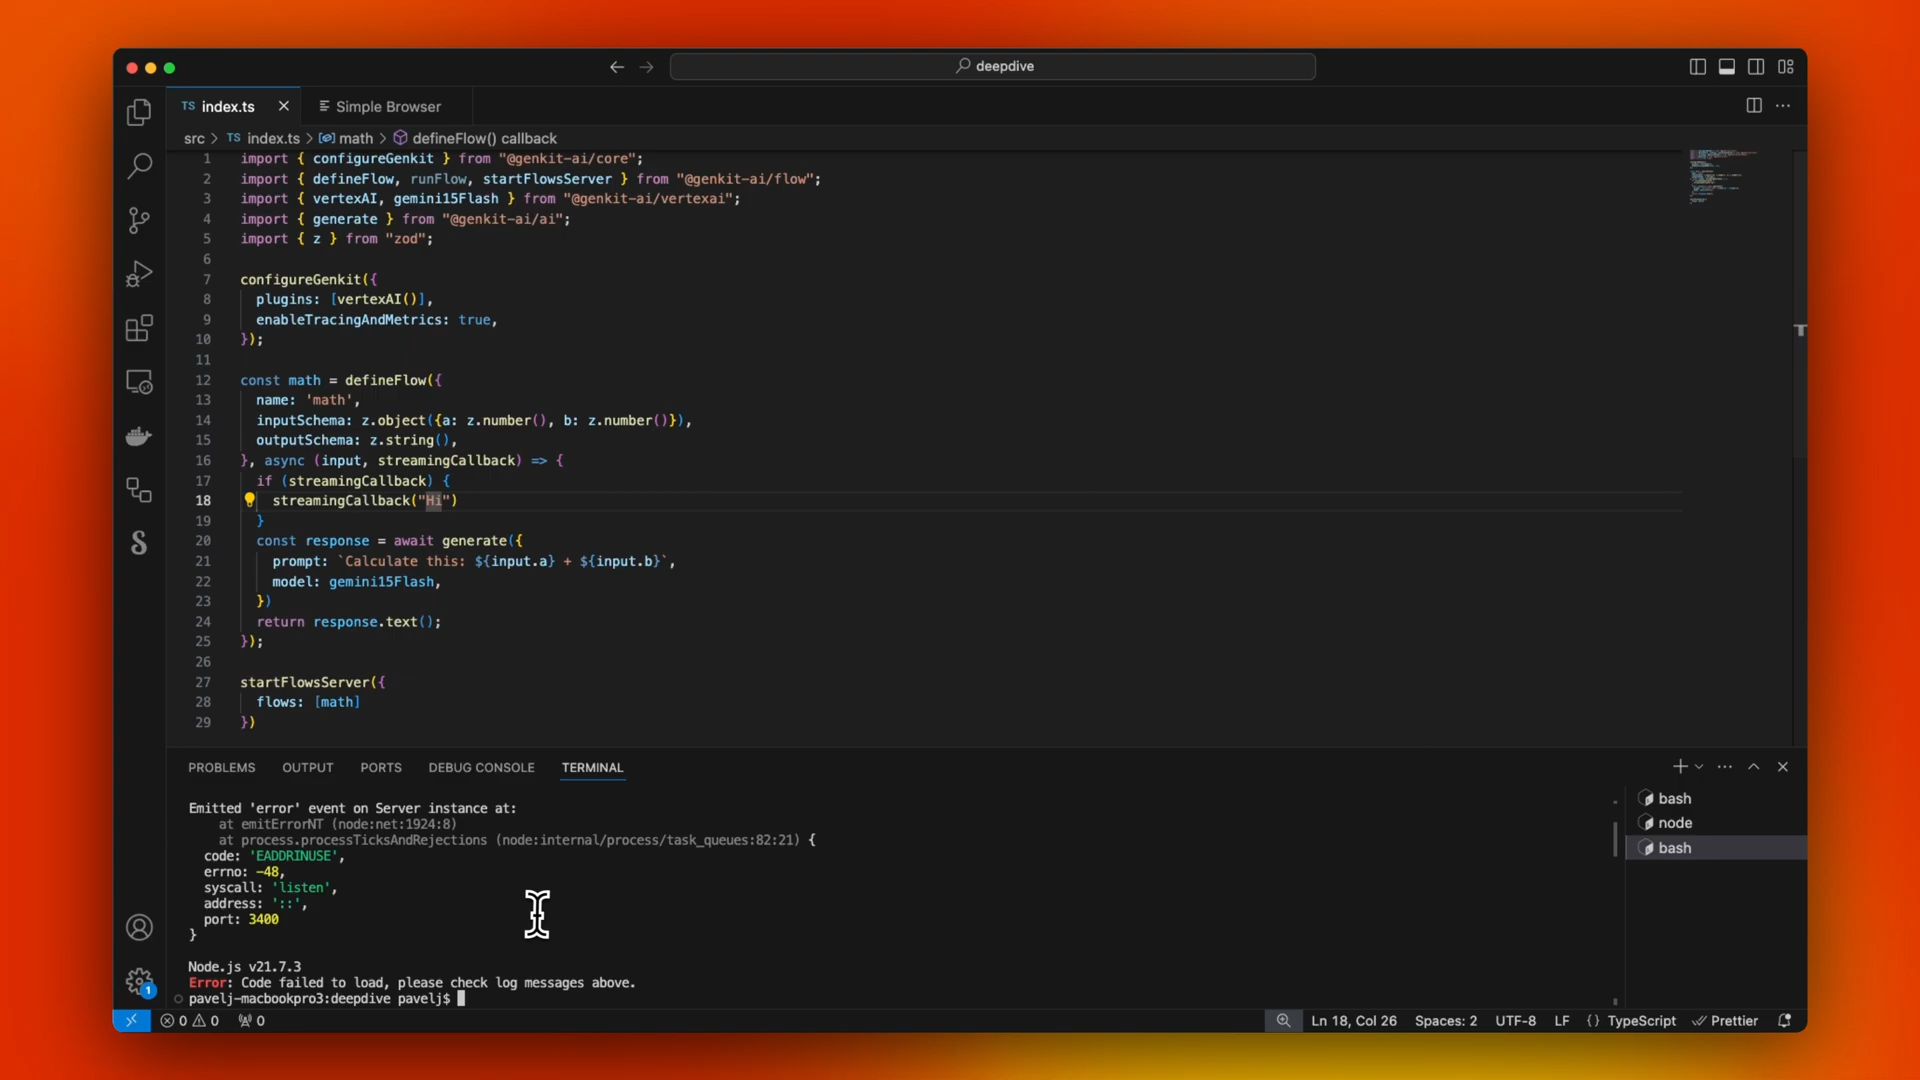 deepdive
TS index.ts
Simple Browser
src > TS index.ts > math > defineFlow() callback
1 import { configureGenkit } from "@genkit-ai/core";
2 import { defineFlow, runFlow, startFlowsServer } from "@genkit-ai/flow";
3 import { vertexAI, gemini15Flash } from "@genkit-ai/vertexai";
4 import { generate } from "@genkit-ai/ai";
5 import { z } from "zod";
6
7 configureGenkit({
8 plugins: [vertexAI()],
9 enableTracingAndMetrics: true,
10 });
11
12 const math = defineFlow({
13 name: 'math',
14 inputSchema: z.object({a: z.number(), b: z.number()}),
15 outputSchema: z.string(),
16 }, async (input, streamingCallback) => {
17 if (streamingCallback) {
18 streamingCallback("Hi")
19 }
20 const response = await generate({
21 prompt: `Calculate this: ${input.a} + ${input.b}`,
22 model: gemini15Flash,
23 })
24 return response.text();
25 });
26
27 startFlowsServer({
28 flows: [math]
29 })
PROBLEMS OUTPUT PORTS DEBUG CONSOLE TERMINAL
Emitted 'error' event on Server instance at:
at emitErrorNT (node:net:1924:8)
at process.processTicksAndRejections (node:internal/process/task_queues:82:21) {
code: 'EADDRINUSE',
errno: -48,
syscall: 'listen',
address: '::',
port: 3400
}
Node.js v21.7.3
Error: Code failed to load, please check log messages above.
pavelj-macbookpro3:deepdive pavelj$
bash
node
bash
1
0 0 0 Ln 18, Col 26 Spaces: 2 UTF-8 LF {} TypeScript Prettier